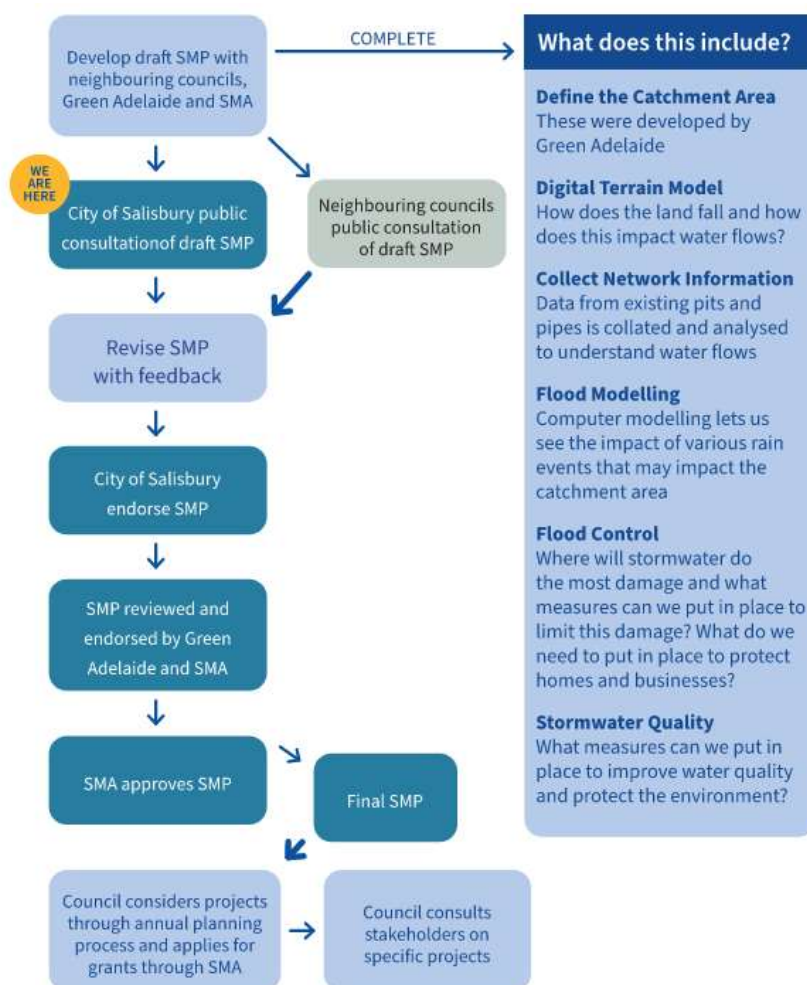 Develop draft SMP with
neighbouring councils,
Green Adelaide and SMA
COMPLETE
WE
ARE
HERE
City of Salisbury public
consultationof draft SMP
Neighbouring councils
public consultation
of draft SMP
Revise SMP
with feedback
City of Salisbury
endorse SMP
SMP reviewed and
endorsed by Green
Adelaide and SMA
SMA approves SMP
Final SMP
Council considers projects
through annual planning
process and applies for
grants through SMA
Council consults
stakeholders on
specific projects
What does this include?
Define the Catchment Area
These were developed by
Green Adelaide
Digital Terrain Model
How does the land fall and how
does this impact water flows?
Collect Network Information
Data from existing pits and
pipes is collated and analysed
to understand water flows
Flood Modelling
Computer modelling lets us
see the impact of various rain
events that may impact the
catchment area
Flood Control
Where will stormwater do
the most damage and what
measures can we put in place to
limit this damage? What do we
need to put in place to protect
homes and businesses?
Stormwater Quality
What measures can we put in
place to improve water quality
and protect the environment?